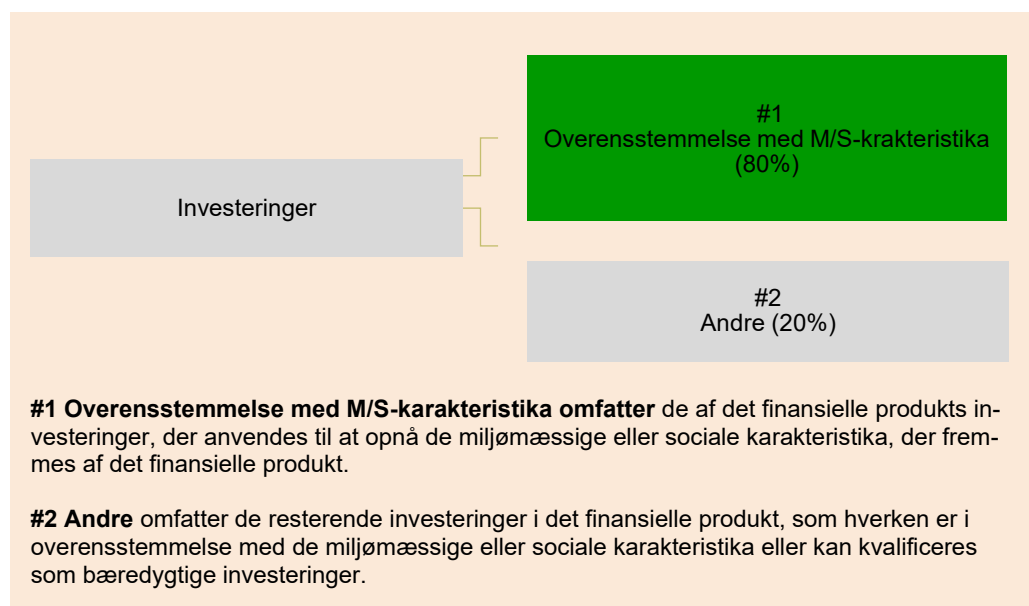 #1
Overensstemmelse med M/S-krakteristika
(80%)
Investeringer
#2
Andre (20%)
#1 Overensstemmelse med M/S-karakteristika omfatter de af det finansielle produkts in-
vesteringer, der anvendes til at opnå de miljømæssige eller sociale karakteristika, der frem-
mes af det finansielle produkt.
#2 Andre omfatter de resterende investeringer i det finansielle produkt, som hverken er i
overensstemmelse med de miljømæssige eller sociale karakteristika eller kan kvalificeres
som bæredygtige investeringer.